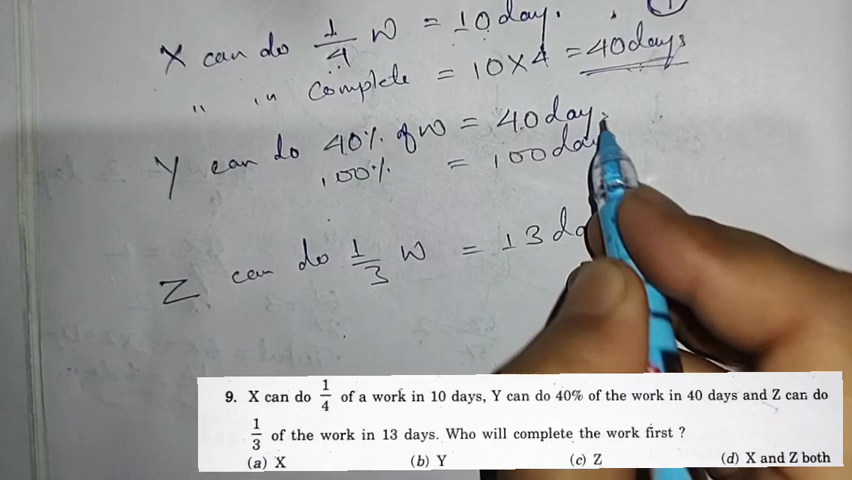 X can do 1/4 W = 10 day.
1
" " in complete = 10 X 4 = 40 days
Y can do 40% of W = 40 day.
100% = 100 day
Z can do 1/3 W = 13 da
9. X can do 1/4 of a work in 10 days, Y can do 40% of the work in 40 days and Z can do
1/3 of the work in 13 days. Who will complete the work first ?
(a) X (b) Y (c) Z (d) X and Z both